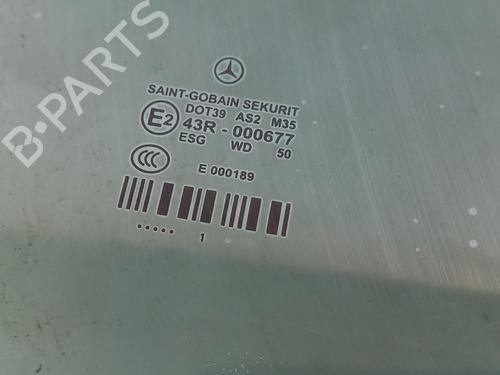 SAINT-GOBAIN SEKURIT
DOT39 AS2 M35
E2 43R - 000677
ESG WD 50
CCC
E 000189
..... 1
B-PARTS